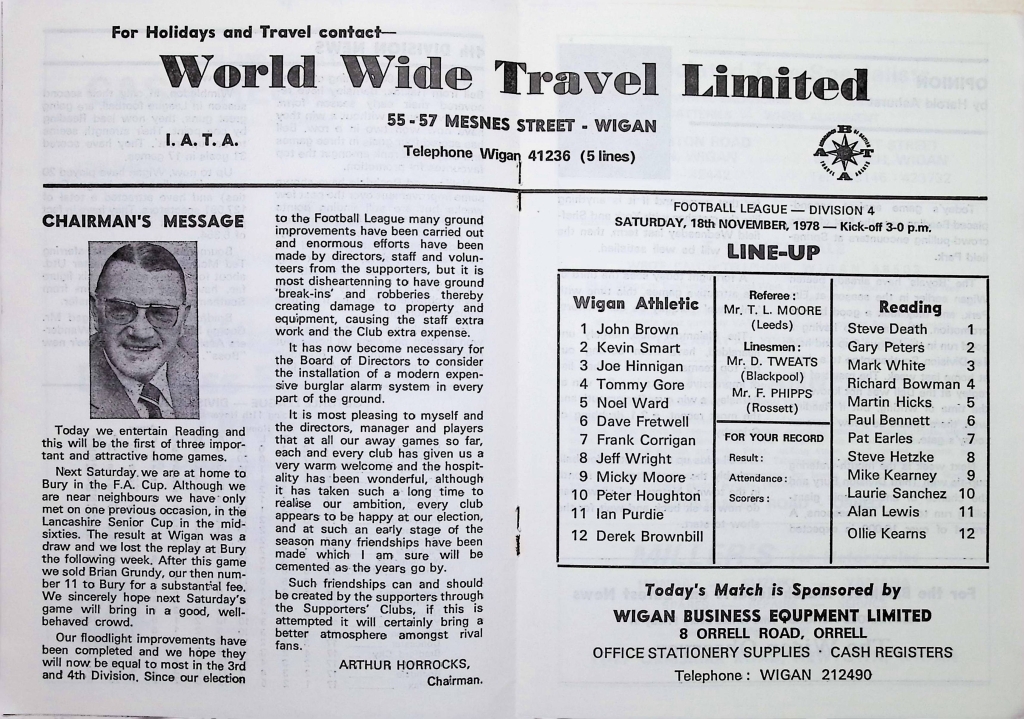 For Holidays and Travel contact—
World Wide Travel Limited
55-57 MESNES STREET - WIGAN
I. A. T. A.
Telephone Wigan 41236 (5 lines)
A B T A
CHAIRMAN'S MESSAGE
Today we entertain Reading and
this will be the first of three impor-
tant and attractive home games.
Next Saturday we are at home to
Bury in the F.A. Cup. Although we
are near neighbours we have only
met on one previous occasion, in the
Lancashire Senior Cup in the mid-
sixties. The result at Wigan was a
draw and we lost the replay at Bury
the following week. After this game
we sold Brian Grundy, our then num-
ber 11 to Bury for a substantial fee.
We sincerely hope next Saturday's
game will bring in a good, well-
behaved crowd.
Our floodlight improvements have
been completed and we hope they
will now be equal to most in the 3rd
and 4th Division. Since our election
to the Football League many ground
improvements have been carried out
and enormous efforts have been
made by directors, staff and volun-
teers from the supporters, but it is
most disheartening to have ground
'break-ins' and robberies thereby
creating damage to property and
equipment, causing the staff extra
work and the Club extra expense.
It has now become necessary for
the Board of Directors to consider
the installation of a modern expen-
sive burglar alarm system in every
part of the ground.
It is most pleasing to myself and
the directors, manager and players
that at all our away games so far,
each and every club has given us a
very warm welcome and the hospit-
ality has been wonderful, although
it has taken such a long time to
realise our ambition, every club
appears to be happy at our election,
and at such an early stage of the
season many friendships have been
made which I am sure will be
cemented as the years go by.
Such friendships can and should
be created by the supporters through
the Supporters' Clubs, if this is
attempted it will certainly bring a
better atmosphere amongst rival
fans.
ARTHUR HORROCKS,
Chairman.
FOOTBALL LEAGUE — DIVISION 4
SATURDAY, 18th NOVEMBER, 1978 — Kick-off 3-0 p.m.
LINE-UP
Wigan Athletic
1 John Brown
2 Kevin Smart
3 Joe Hinnigan
4 Tommy Gore
5 Noel Ward
6 Dave Fretwell
7 Frank Corrigan
8 Jeff Wright
9 Micky Moore
10 Peter Houghton
11 Ian Purdie
12 Derek Brownbill
Referee :
Mr. T. L. MOORE
(Leeds)
Linesmen :
Mr. D. TWEATS
(Blackpool)
Mr. F. PHIPPS
(Rossett)
FOR YOUR RECORD
Result :
Attendance :
Scorers :
Reading
Steve Death 1
Gary Peters 2
Mark White 3
Richard Bowman 4
Martin Hicks 5
Paul Bennett 6
Pat Earles 7
Steve Hetzke 8
Mike Kearney 9
Laurie Sanchez 10
Alan Lewis 11
Ollie Kearns 12
Today's Match is Sponsored by
WIGAN BUSINESS EQUPMENT LIMITED
8 ORRELL ROAD, ORRELL
OFFICE STATIONERY SUPPLIES · CASH REGISTERS
Telephone : WIGAN 212490